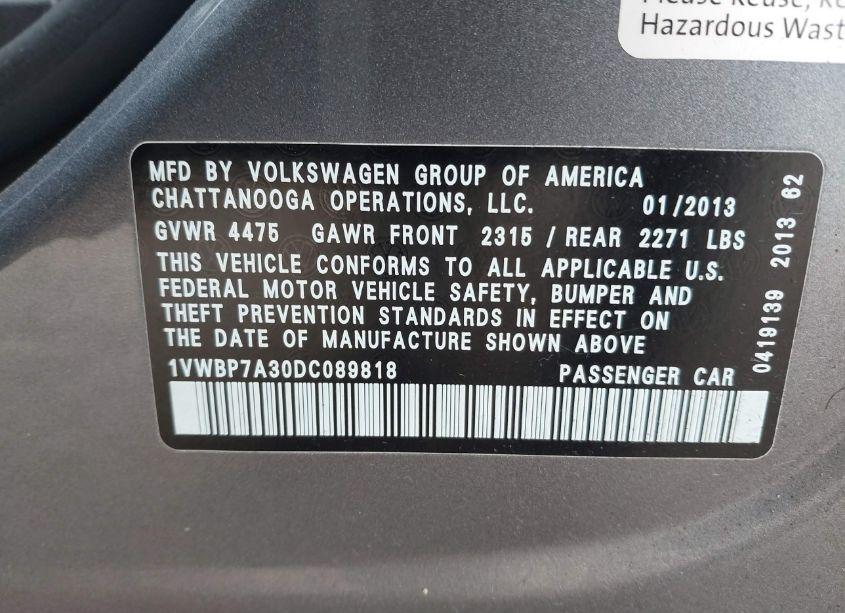 Hazardous Wast
MFD BY VOLKSWAGEN GROUP OF AMERICA
CHATTANOOGA OPERATIONS, LLC. 01/2013
GVWR 4475 GAWR FRONT 2315 / REAR 2271 LBS
THIS VEHICLE CONFORMS TO ALL APPLICABLE U.S.
FEDERAL MOTOR VEHICLE SAFETY, BUMPER AND
THEFT PREVENTION STANDARDS IN EFFECT ON
THE DATE OF MANUFACTURE SHOWN ABOVE
1VWBP7A30DC089818 PASSENGER CAR
0419139 2013 62